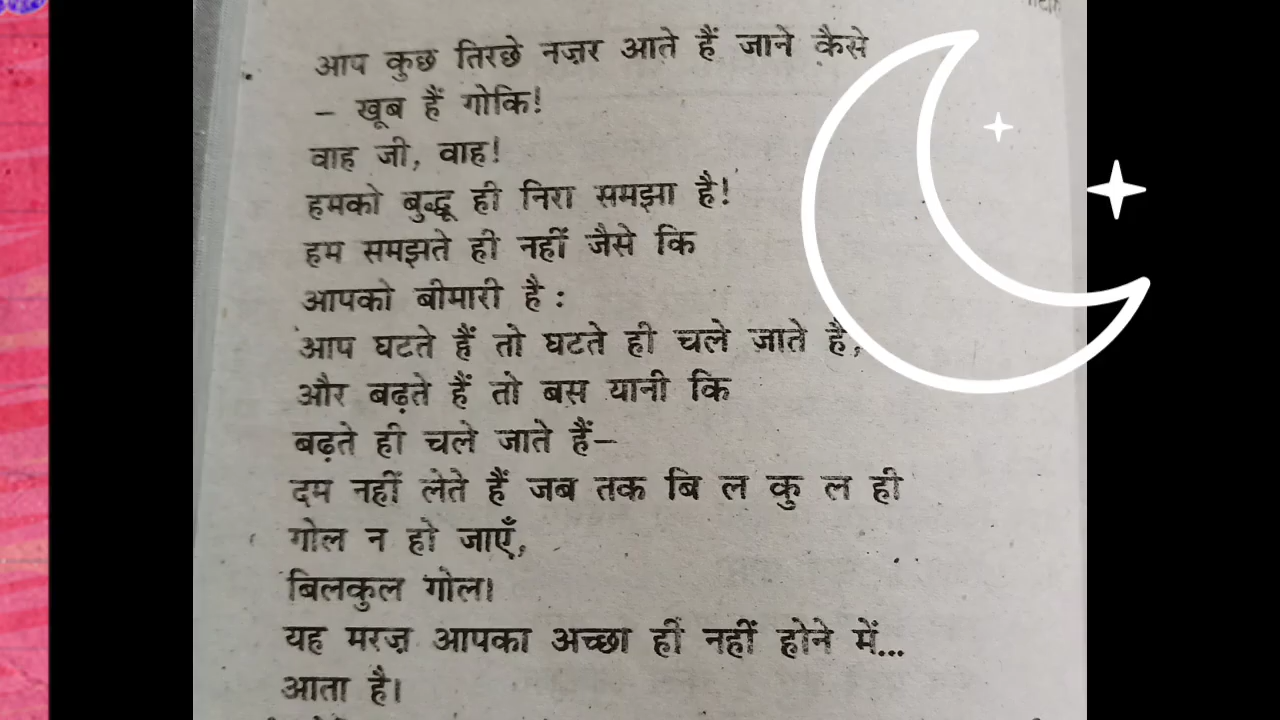 आप कुछ तिरछे नज़र आते हैं जाने कैसे
– खूब हैं गोकि!
वाह जी, वाह!
हमको बुद्धू ही निरा समझा है!
हम समझते ही नहीं जैसे कि
आपको बीमारी है :
आप घटते हैं तो घटते ही चले जाते हैं,
और बढ़ते हैं तो बस यानी कि
बढ़ते ही चले जाते हैं–
दम नहीं लेते हैं जब तक बि ल कु ल ही
गोल न हो जाएँ,
बिलकुल गोल।
यह मरज़ आपका अच्छा ही नहीं होने में...
आता है।